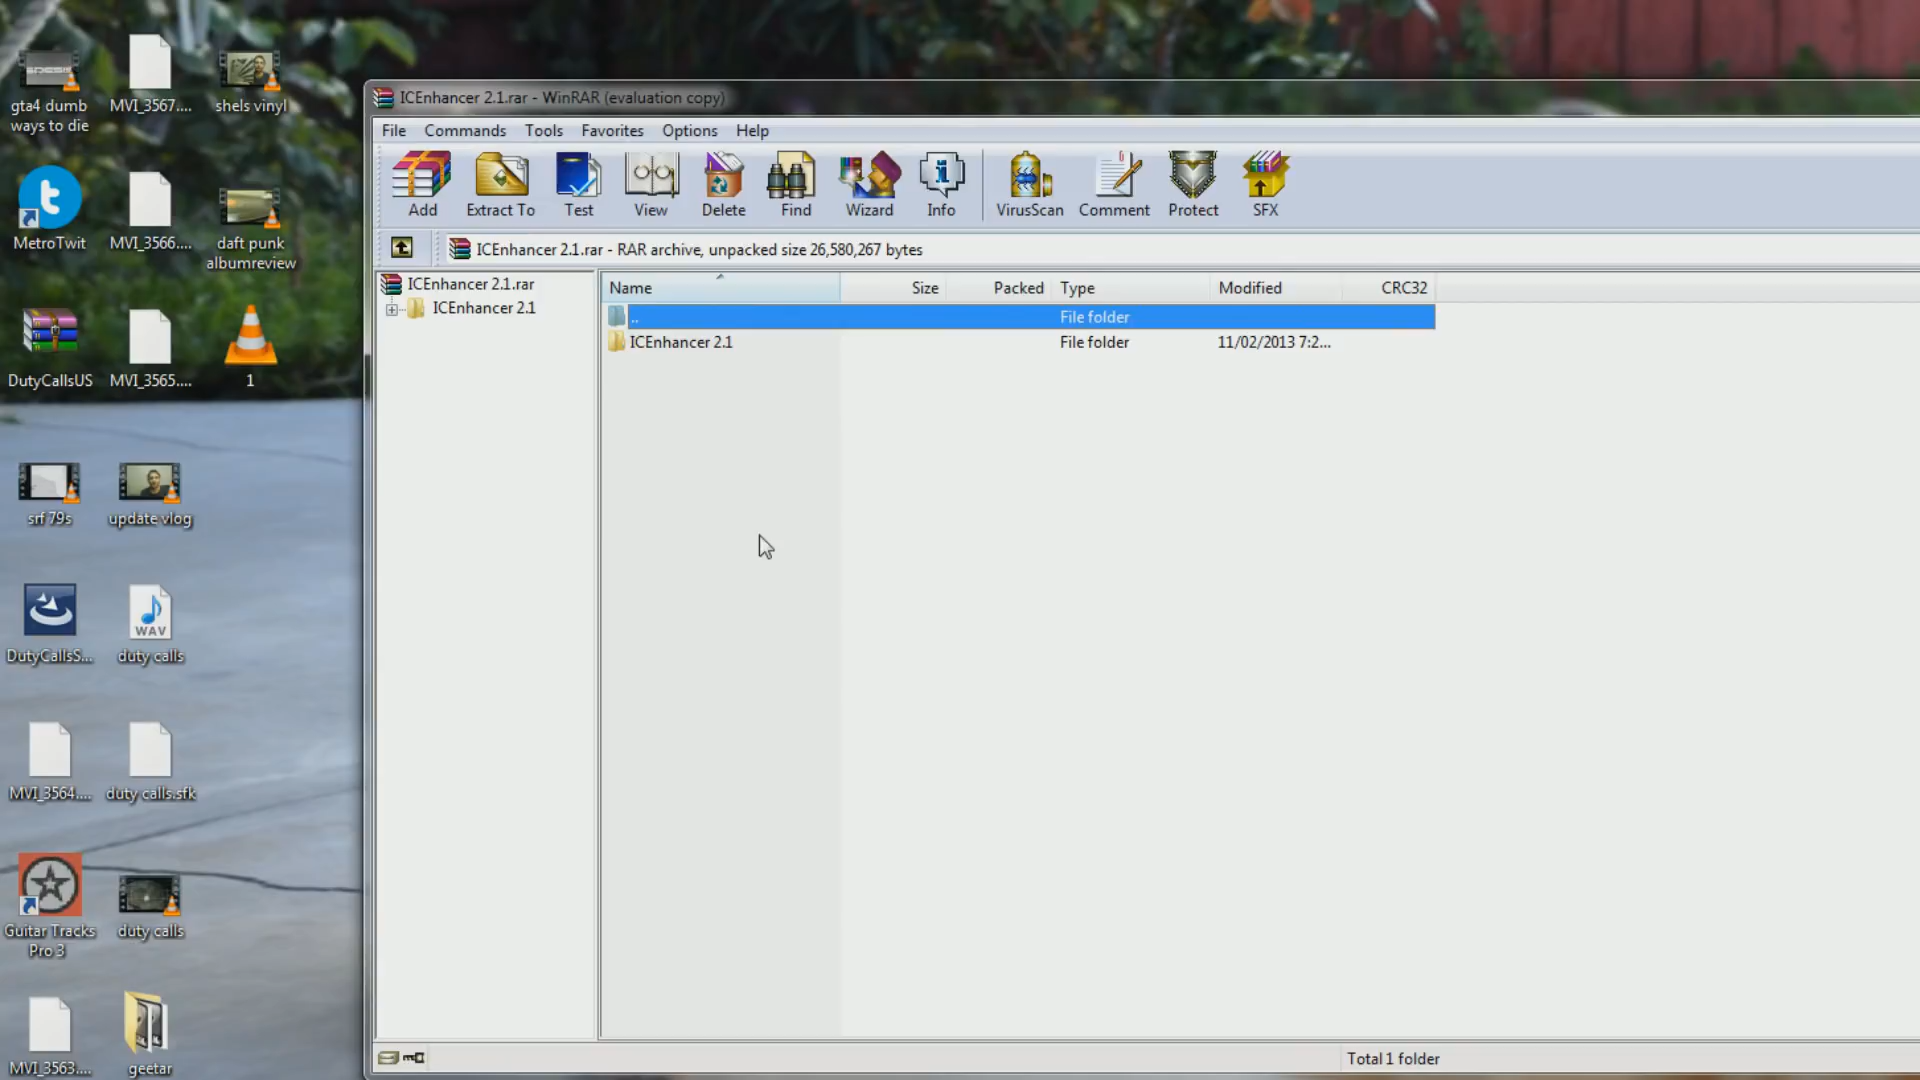 gta4 dumb
ways to die
MVI_3567....
shels vinyl
MetroTwit
MVI_3566....
daft punk
albumreview
DutyCallsUS
MVI_3565....
1
srf 79s
update vlog
DutyCallsS...
WAV
duty calls
MVI_3564....
duty calls.sfk
Guitar Tracks
Pro 3
duty calls
MVI_3563....
geetar
ICEnhancer 2.1.rar - WinRAR (evaluation copy)
File Commands Tools Favorites Options Help
Add Extract To Test View Delete Find Wizard Info VirusScan Comment Protect SFX
ICEnhancer 2.1.rar - RAR archive, unpacked size 26,580,267 bytes
ICEnhancer 2.1.rar
ICEnhancer 2.1
Name Size Packed Type Modified CRC32
.. File folder
ICEnhancer 2.1 File folder 11/02/2013 7:2...
Total 1 folder